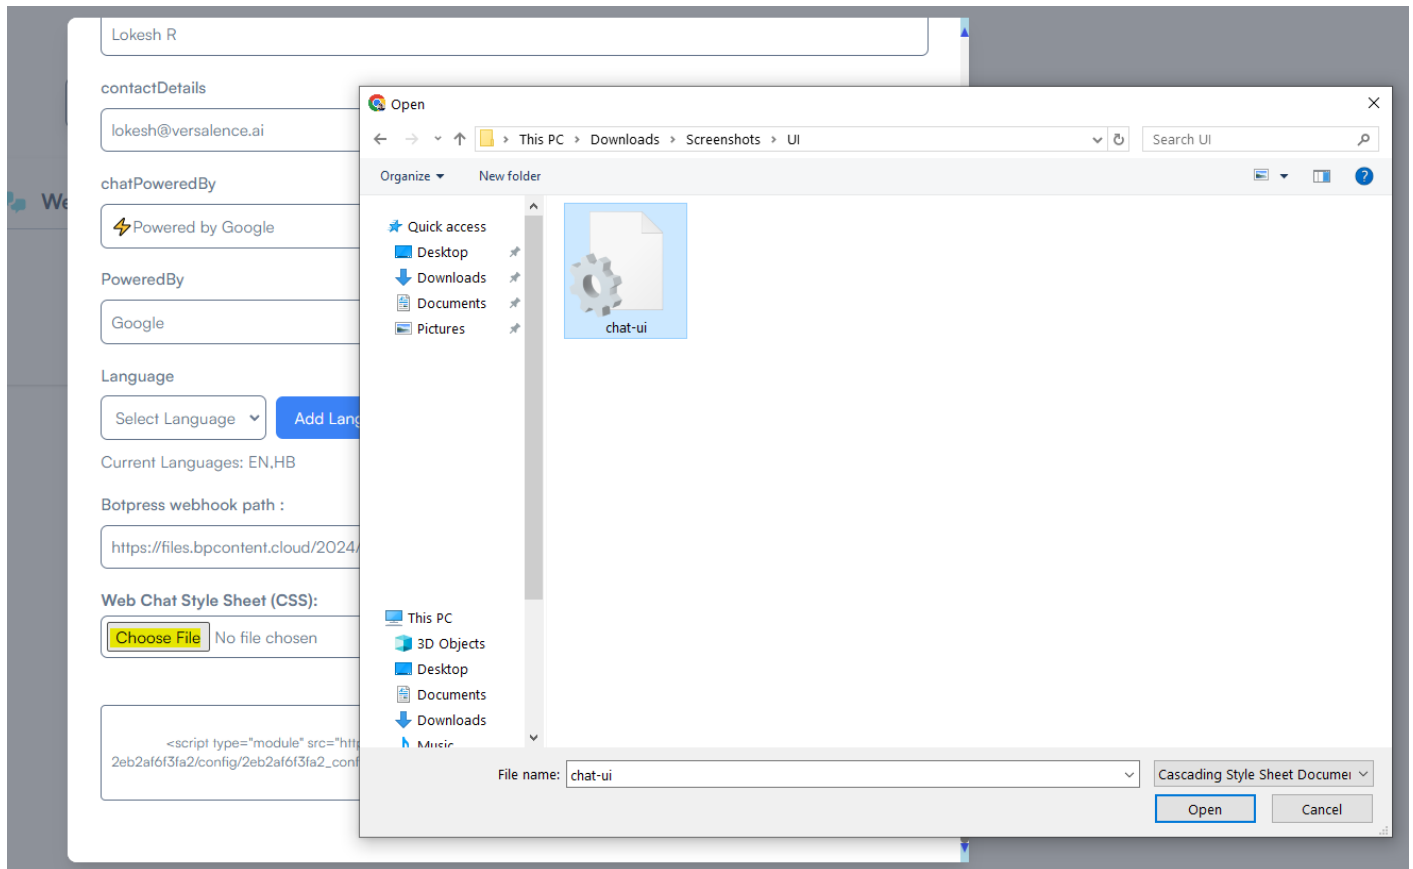 Lokesh R
contactDetails
lokesh@versalence.ai
chatPoweredBy
⚡Powered by Google
PoweredBy
Google
Language
Select Language
Add Lang
Current Languages: EN,HB
Botpress webhook path :
https://files.bpcontent.cloud/2024/
Web Chat Style Sheet (CSS):
Choose File No file chosen
<script type="module" src="http
2eb2af6f3fa2/config/2eb2af6f3fa2_conf
We
Open
This PC > Downloads > Screenshots > UI
Search UI
Organize
New folder
Quick access
Desktop
Downloads
Documents
Pictures
This PC
3D Objects
Desktop
Documents
Downloads
Music
chat-ui
File name: chat-ui
Cascading Style Sheet Documer
Open
Cancel